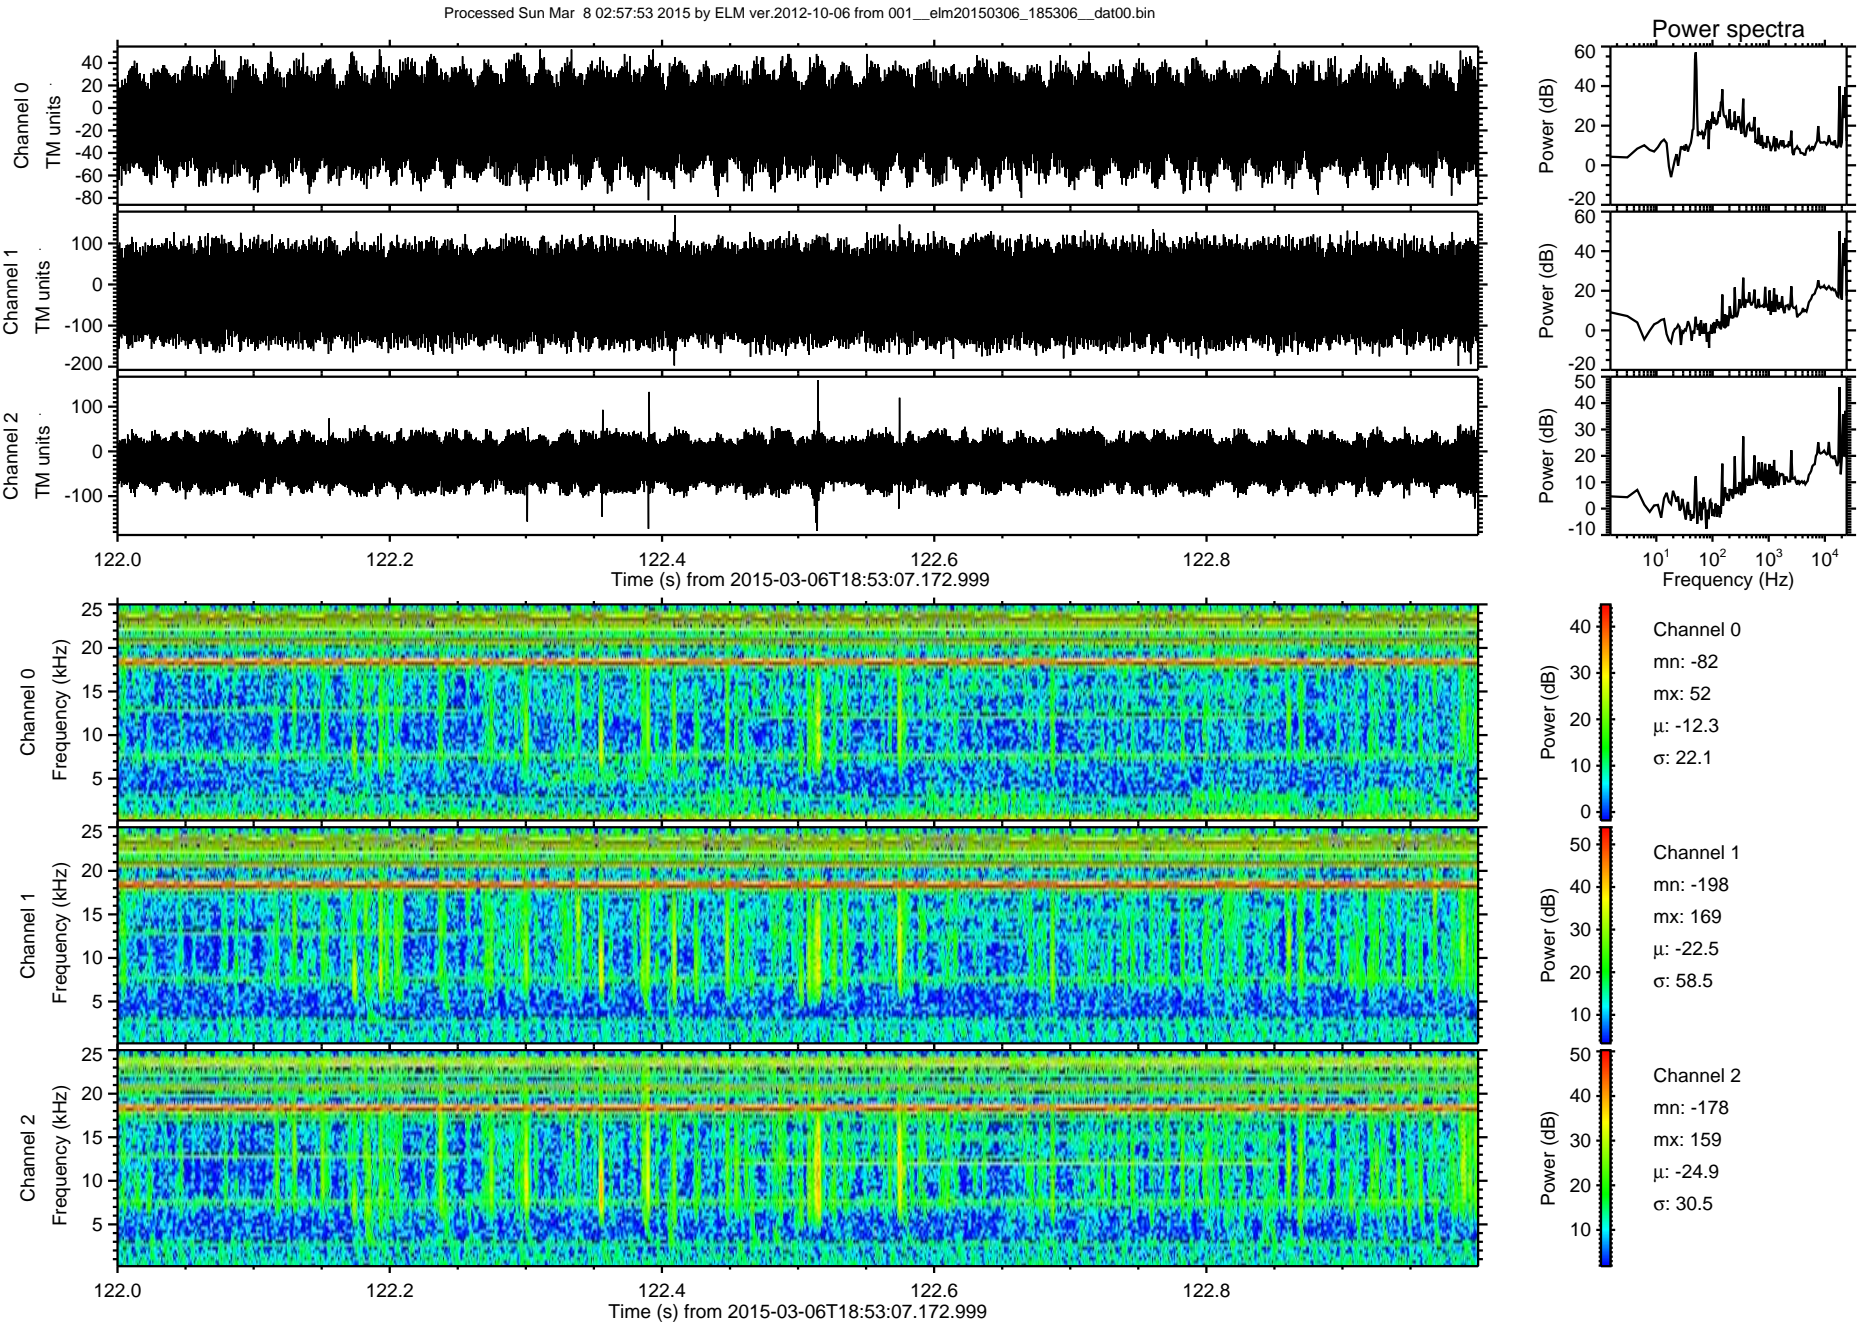 Processed Sun Mar  8 02:57:53 2015 by ELM ver.2012-10-06 from 001__elm20150306_185306__dat00.bin
Power spectra
Channel 0
TM units
40
20
0
-20
-40
-60
-80
Power (dB)
60
40
20
0
-20
Channel 1
TM units
100
0
-100
-200
Power (dB)
60
40
20
0
-20
Channel 2
TM units
100
0
-100
Power (dB)
50
40
30
20
10
0
-10
122.0 122.2 122.4 122.6 122.8
Time (s) from 2015-03-06T18:53:07.172.999
10^1 10^2 10^3 10^4
Frequency (Hz)
Channel 0
Frequency (kHz)
25
20
15
10
5
Power (dB)
40
30
20
10
0
Channel 0
mn: -82
mx: 52
μ: -12.3
σ: 22.1
Channel 1
Frequency (kHz)
25
20
15
10
5
Power (dB)
50
40
30
20
10
Channel 1
mn: -198
mx: 169
μ: -22.5
σ: 58.5
Channel 2
Frequency (kHz)
25
20
15
10
5
Power (dB)
50
40
30
20
10
Channel 2
mn: -178
mx: 159
μ: -24.9
σ: 30.5
122.0 122.2 122.4 122.6 122.8
Time (s) from 2015-03-06T18:53:07.172.999